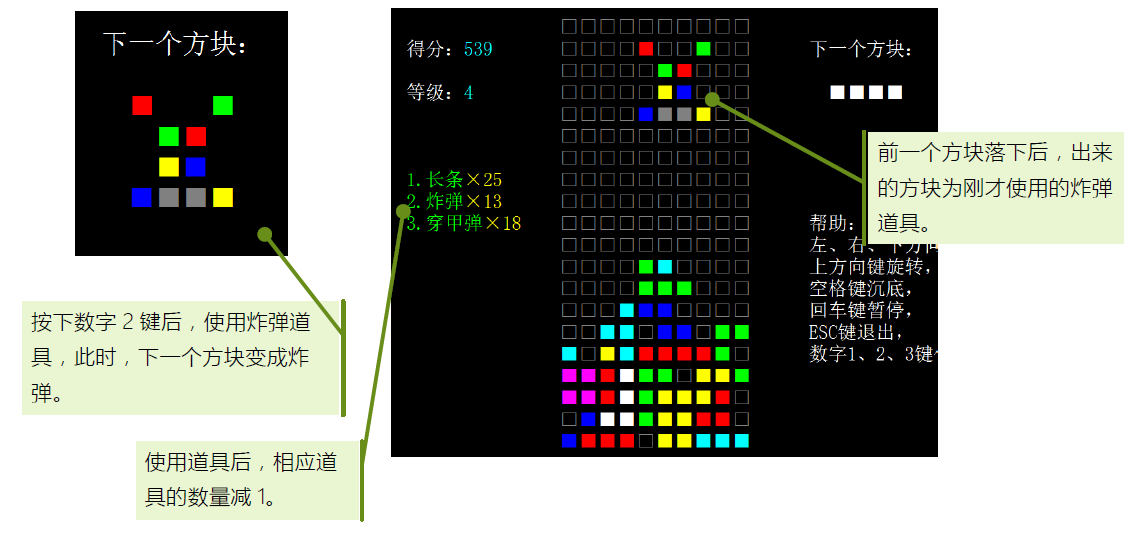 下一个方块：
得分：539
等级：4
1.长条×25
2.炸弹×13
3.穿甲弹×18
下一个方块：
前一个方块落下后，出来
的方块为刚才使用的炸弹
道具。
帮助：
左、右、下方向
上方向键旋转，
空格键沉底，
回车键暂停，
ESC键退出，
数字1、2、3键
按下数字 2 键后，使用炸弹道
具，此时，下一个方块变成炸
弹。
使用道具后，相应道
具的数量减 1。